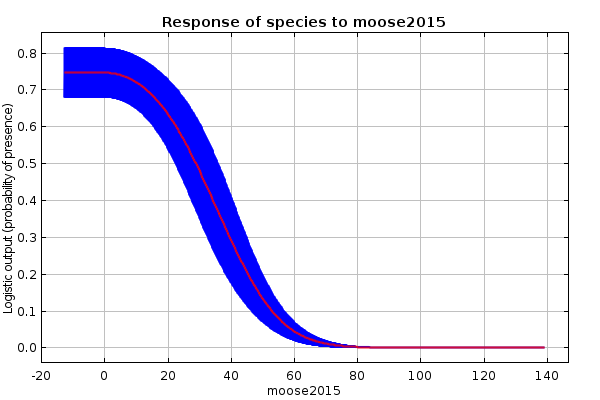 Response of species to moose2015
Logistic output (probability of presence)
0.8
0.7
0.6
0.5
0.4
0.3
0.2
0.1
0.0
-20 0 20 40 60 80 100 120 140
moose2015